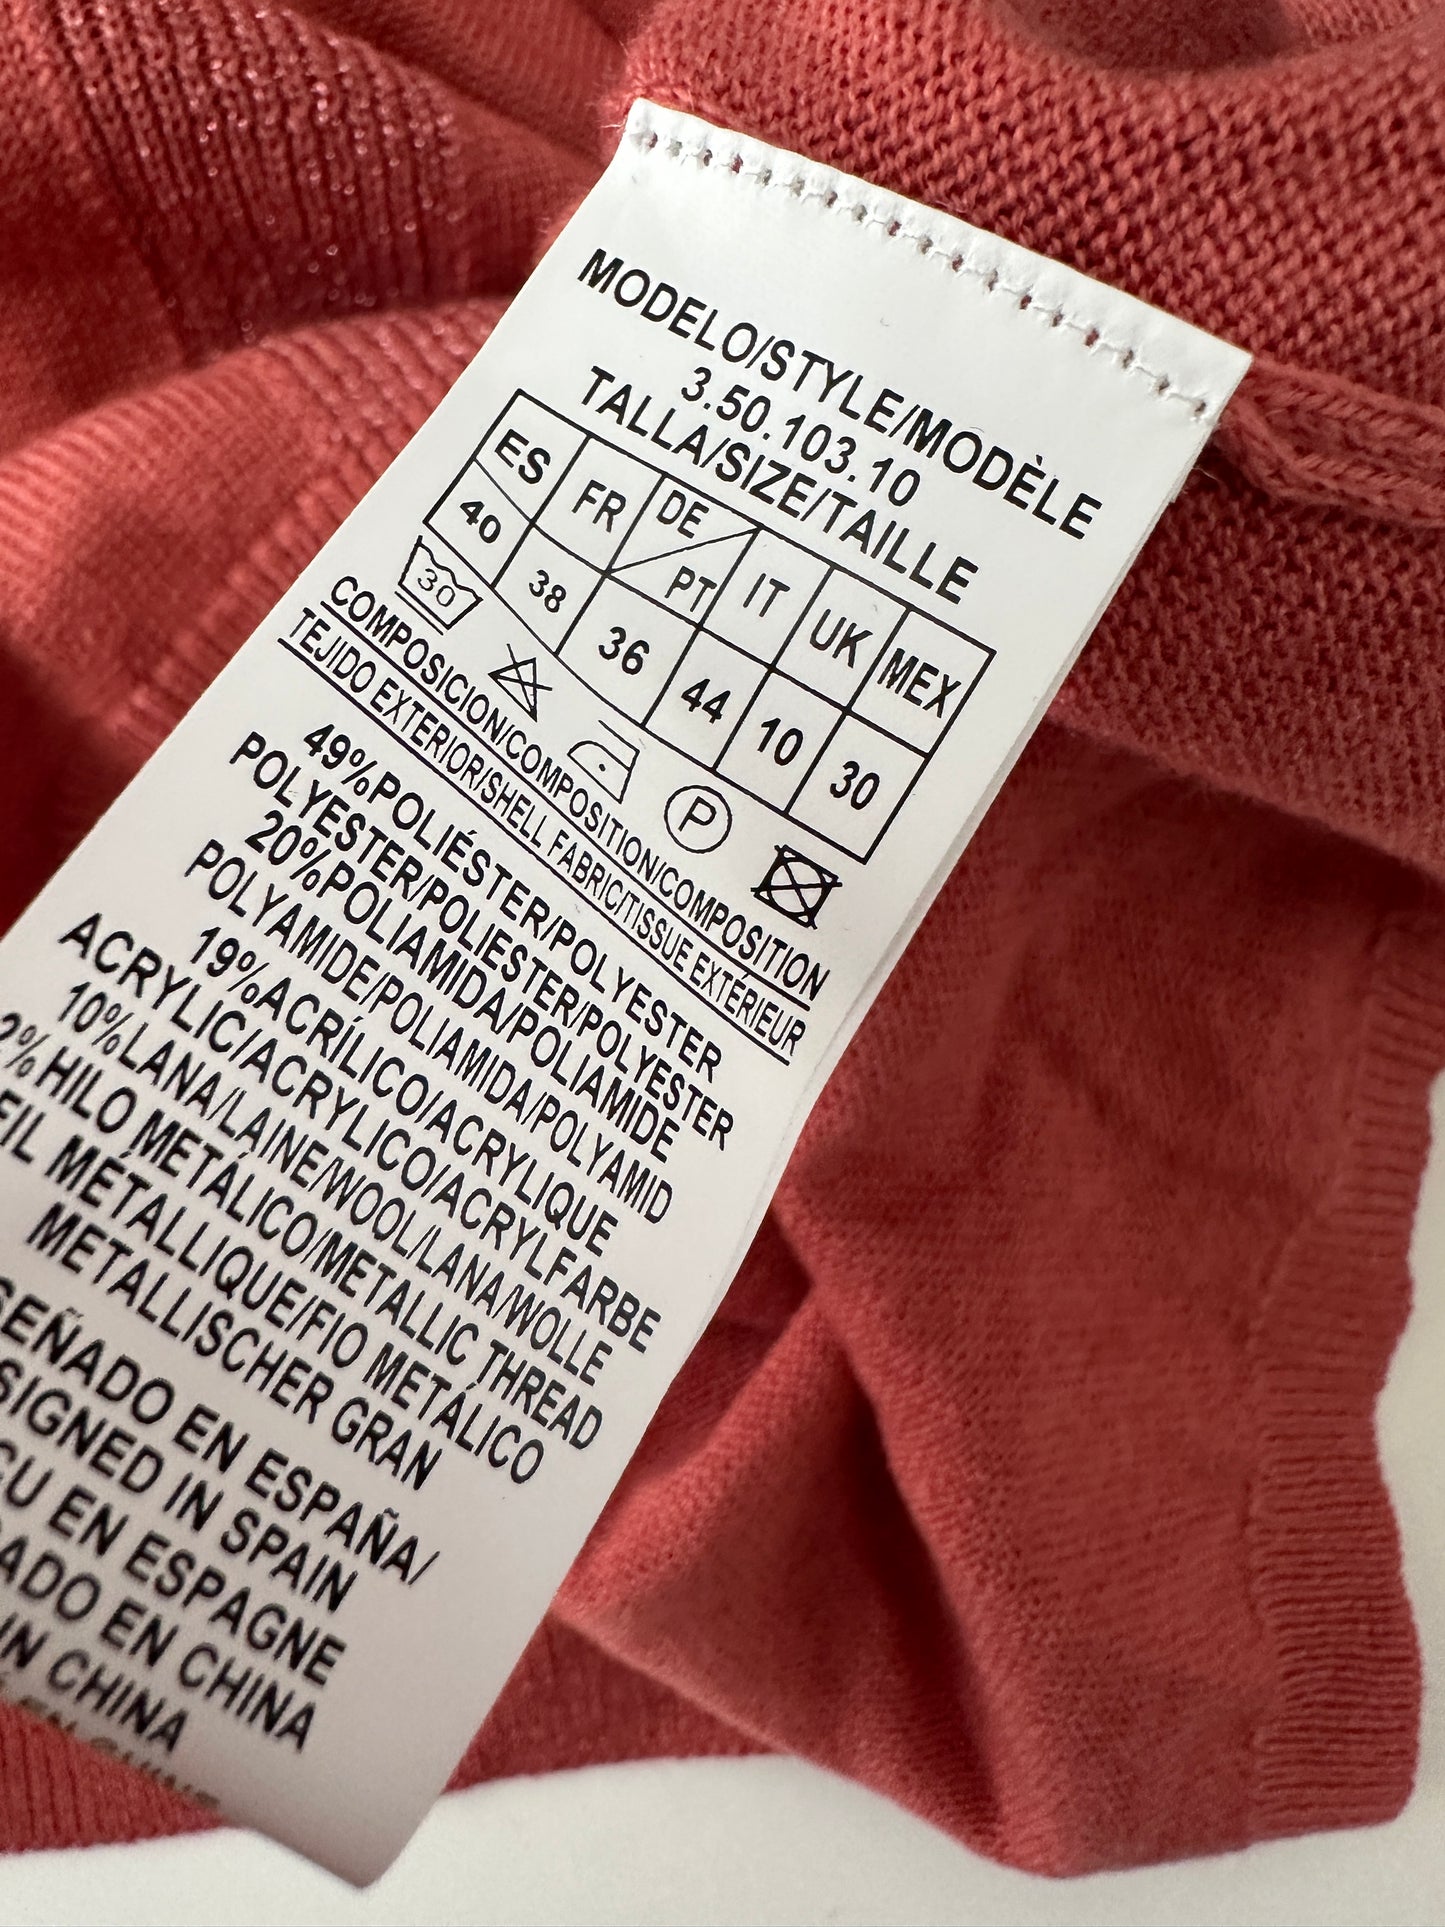 MODELO/STYLE/MODÈLE
3.50.103.10
TALLA/SIZE/TAILLE
ES FR DE PT IT UK MEX
40 38 36 44 10 30
30 P
COMPOSICION/COMPOSITION/COMPOSITION
TEJIDO EXTERIOR/SHELL FABRIC/TISSUE EXTÉRIEUR
49%POLIÉSTER/POLYESTER
POLYESTER/POLIESTER/POLYESTER
20%POLIAMIDA/POLIAMIDE
POLYAMIDE/POLIAMIDA/POLYAMID
19%ACRÍLICO/ACRYLIQUE
ACRYLIC/ACRYLICO/ACRYLFARBE
10%LANA/LAINE/WOOL/LANA/WOLLE
2%HILO METÁLICO/METALLIC THREAD
FIL MÉTALLIQUE/FIO METÁLICO
METALLISCHER GRAN
SEÑADO EN ESPAÑA/
SIGNED IN SPAIN
CU EN ESPAGNE
ADO EN CHINA
IN CHINA